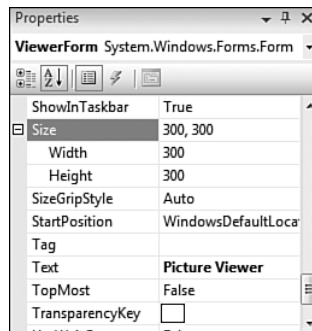 Properties
ViewerForm System.Windows.Forms.Form
ShowInTaskbar True
Size 300, 300
Width 300
Height 300
SizeGripStyle Auto
StartPosition WindowsDefaultLoca
Tag
Text Picture Viewer
TopMost False
TransparencyKey